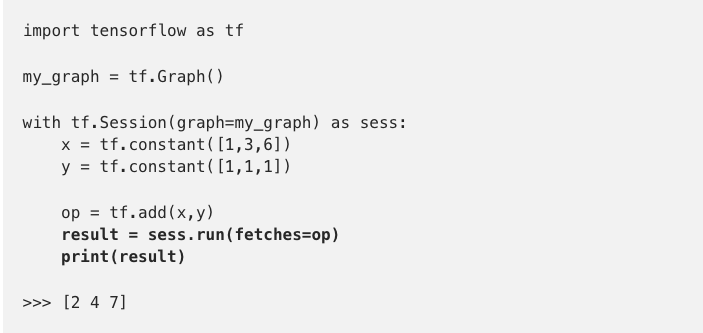 import tensorflow as tf
my_graph = tf.Graph()
with tf.Session(graph=my_graph) as sess:
    x = tf.constant([1,3,6])
    y = tf.constant([1,1,1])
    op = tf.add(x,y)
    result = sess.run(fetches=op)
    print(result)
>>> [2 4 7]